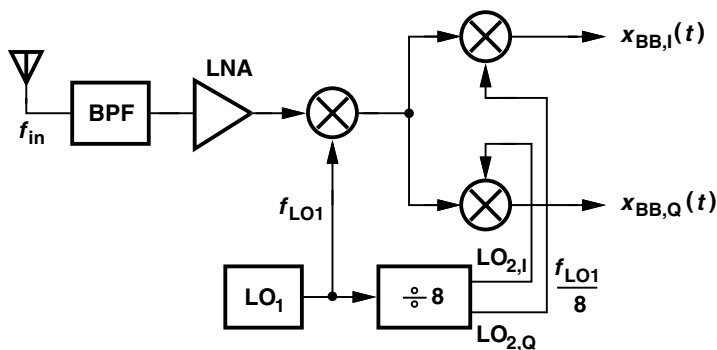 x_BB,I(t)
LNA
BPF
f_in
f_LO1
x_BB,Q(t)
LO_2,I
f_LO1
8
LO_1
÷ 8
LO_2,Q